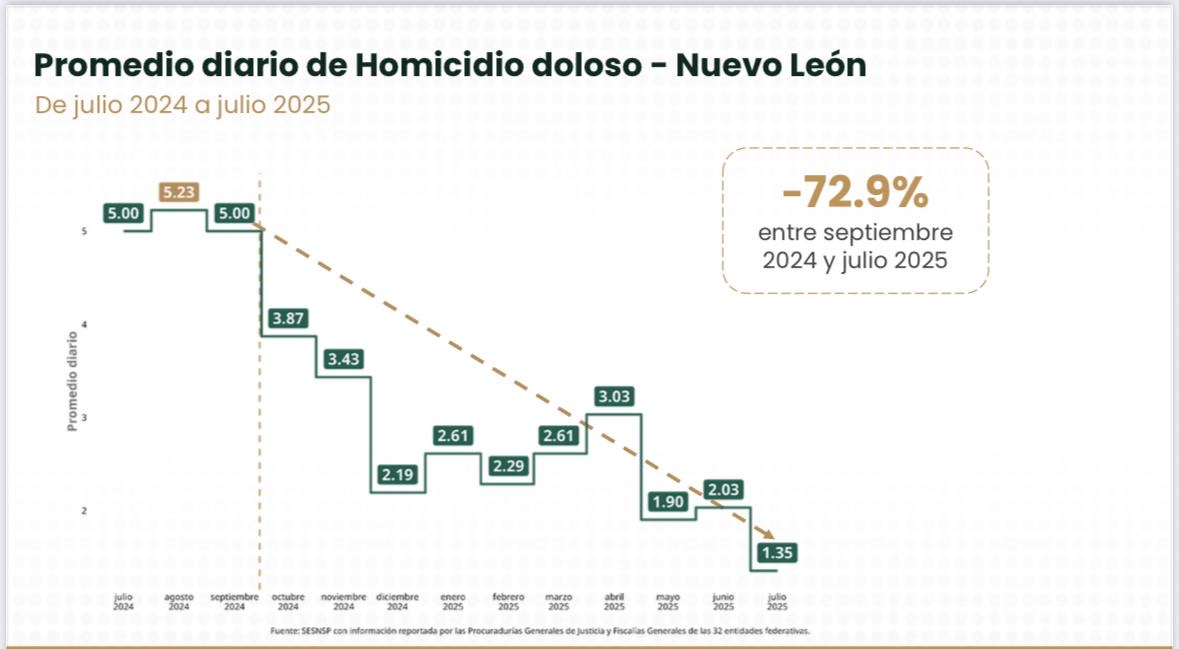 Promedio diario de Homicidio doloso - Nuevo León
De julio 2024 a julio 2025
-72.9%
entre septiembre
2024 y julio 2025
5.00
5.23
5.00
3.87
3.43
2.19
2.61
2.29
2.61
3.03
1.90
2.03
1.35
Promedio diario
5
4
3
2
julio agosto septiembre octubre noviembre diciembre enero febrero marzo abril mayo junio julio
2024 2024 2024 2024 2024 2024 2025 2025 2025 2025 2025 2025 2025
Fuente: SESNSP con información reportada por las Procuradurías Generales de Justicia y Fiscalías Generales de las 32 entidades federativas.